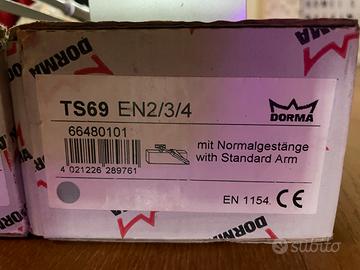 DORMA
TS69 EN2/3/4
66480101
4 021226 289761
DORMA
mit Normalgestänge
with Standard Arm
EN 1154
CE
DORMA
subito